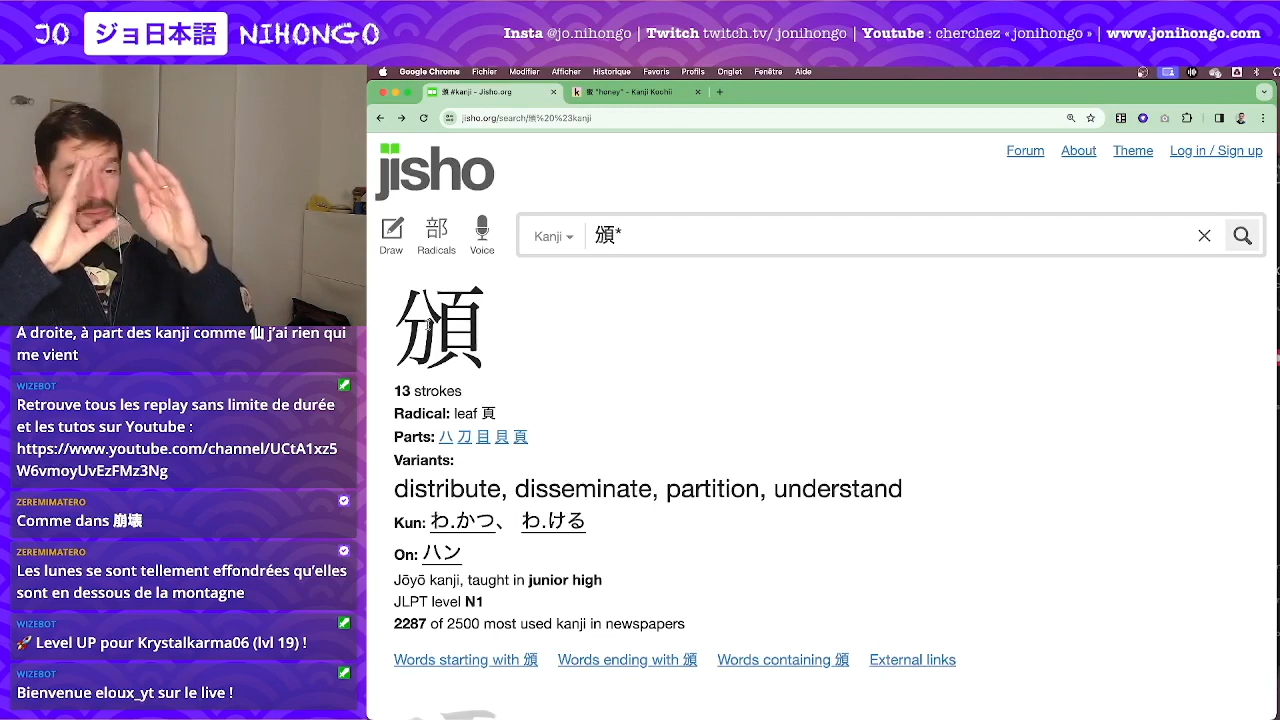 JO ジョ日本語 NIHONGO
Insta @jo.nihongo | Twitch twitch.tv/ jonihongo | Youtube : cherchez « jonihongo » | www.jonihongo.com
Google Chrome Fichier Modifier Afficher Historique Favoris Profils Onglet Fenêtre Aide
頒 #kanji - Jisho.org
蜜 "honey" - Kanji Koohii
jisho.org/search/頒%20%23kanji
jisho
Forum About Theme Log in / Sign up
Draw 部 Radicals Voice
Kanji 頒*
頒
13 strokes
Radical: leaf 頁
Parts: ハ 刀 目 貝 頁
Variants:
distribute, disseminate, partition, understand
Kun: わ.かつ、 わ.ける
On: ハン
Jōyō kanji, taught in junior high
JLPT level N1
2287 of 2500 most used kanji in newspapers
Words starting with 頒 Words ending with 頒 Words containing 頒 External links
A droite, à part des kanji comme 仙 j’ai rien qui
me vient
WIZEBOT
Retrouve tous les replay sans limite de durée
et les tutos sur Youtube :
https://www.youtube.com/channel/UCtA1xz5
W6vmoyUvEzFMz3Ng
ZEREMIMATERO
Comme dans 崩壊
ZEREMIMATERO
Les lunes se sont tellement effondrées qu’elles
sont en dessous de la montagne
WIZEBOT
🚀 Level UP pour Krystalkarma06 (lvl 19) !
WIZEBOT
Bienvenue eloux_yt sur le live !